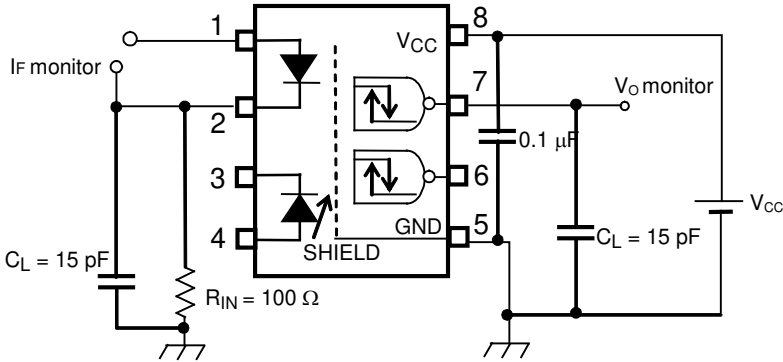 1
8
VCC
IF monitor
7
VO monitor
2
0.1 μF
3
6
VCC
4
GND
5
SHIELD
CL = 15 pF
CL = 15 pF
RIN = 100 Ω